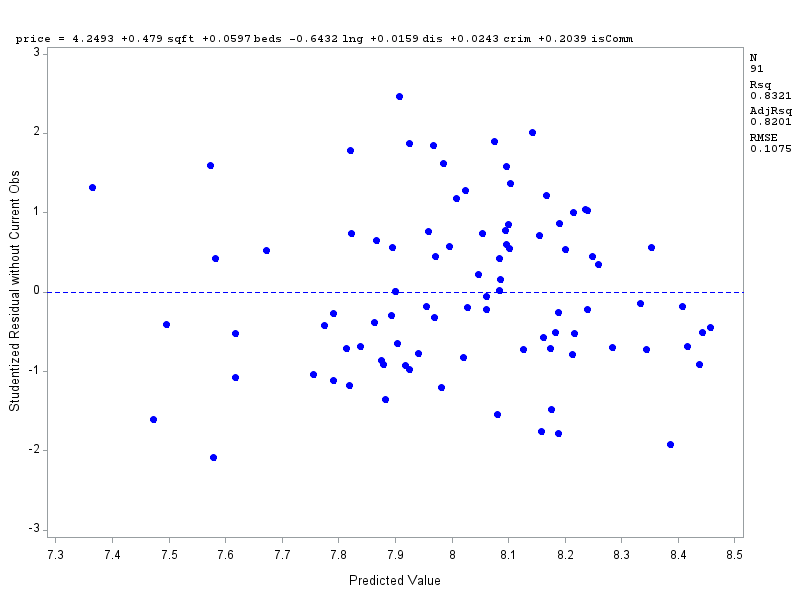 price = 4.2493 +0.479 sqft +0.0597 beds -0.6432 lng +0.0159 dis +0.0243 crim +0.2039 isComm
N
91
Rsq
0.8321
AdjRsq
0.8201
RMSE
0.1075
Studentized Residual without Current Obs
3
2
1
0
-1
-2
-3
7.3 7.4 7.5 7.6 7.7 7.8 7.9 8 8.1 8.2 8.3 8.4 8.5
Predicted Value